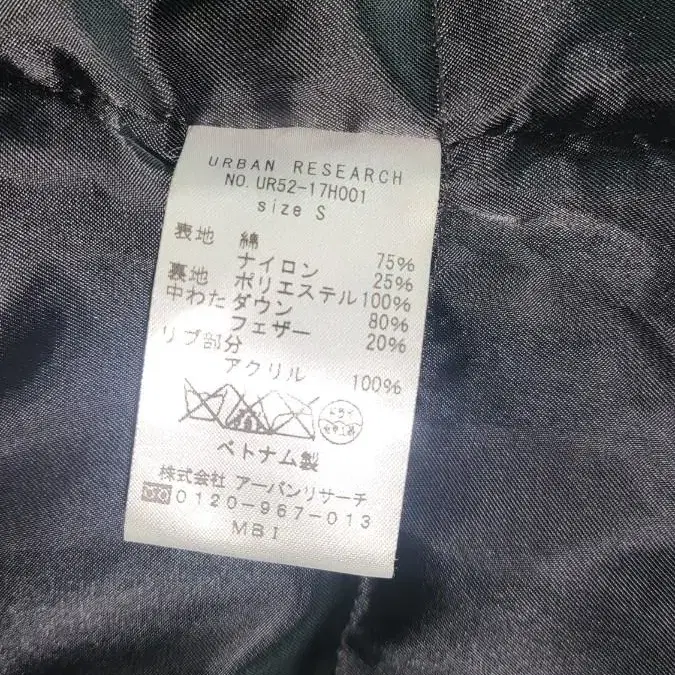 URBAN RESEARCH
NO. UR52-17H001
size S
表地 綿 75%
ナイロン 25%
裏地 ポリエステル 100%
中わた ダウン 80%
フェザー 20%
リブ部分
アクリル 100%
ドライ
ベトナム製
株式会社 アーバンリサーチ
0120-967-013
MBI